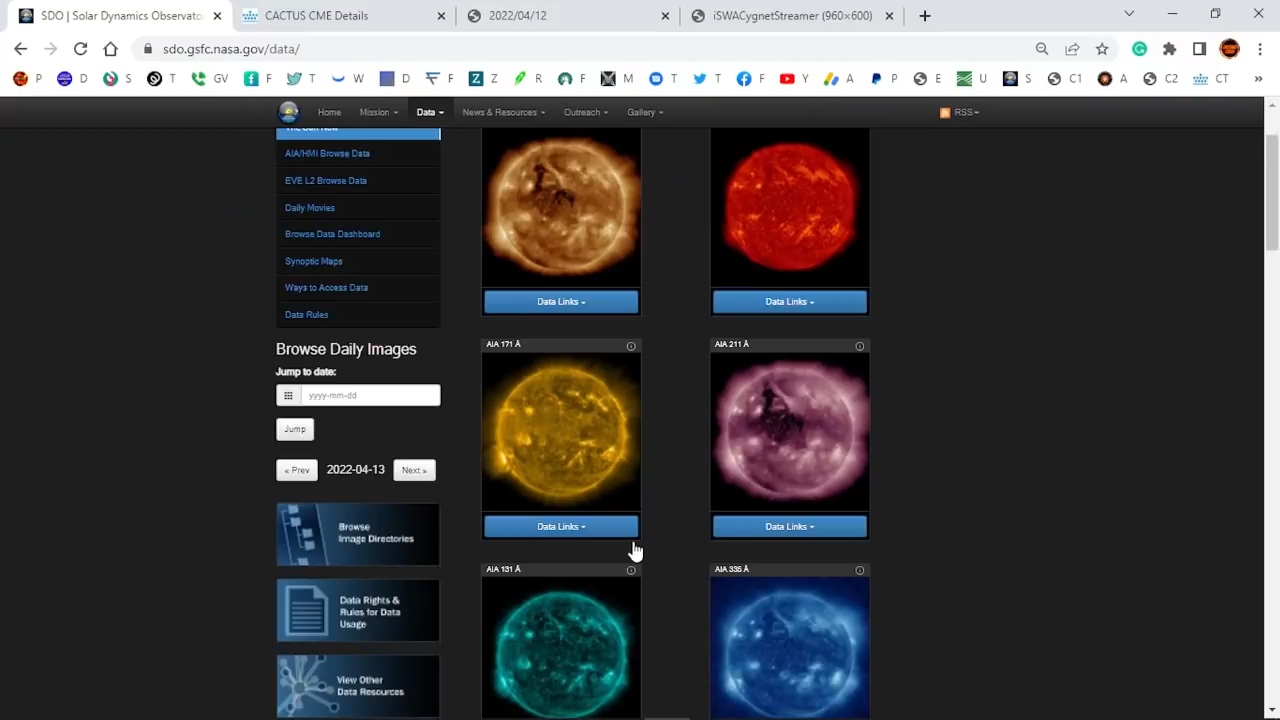 SDO | Solar Dynamics Observato
CACTUS CME Details
2022/04/12
iSWACygnetStreamer (960×600)
sdo.gsfc.nasa.gov/data/
P
D
S
T
GV
F
T
W
D
F
Z
R
F
M
T
T
F
Y
A
P
E
U
S
C1
A
C2
CT
»
Home
Mission
Data
News & Resources
Outreach
Gallery
RSS
The Sun Now
AIA/HMI Browse Data
EVE L2 Browse Data
Daily Movies
Browse Data Dashboard
Synoptic Maps
Ways to Access Data
Data Rules
Browse Daily Images
Jump to date:
yyyy-mm-dd
Jump
« Prev
2022-04-13
Next »
Browse
Image Directories
Data Rights &
Rules for Data
Usage
View Other
Data Resources
Data Links
Data Links
AIA 171 Å
AIA 211 Å
Data Links
Data Links
AIA 131 Å
AIA 335 Å